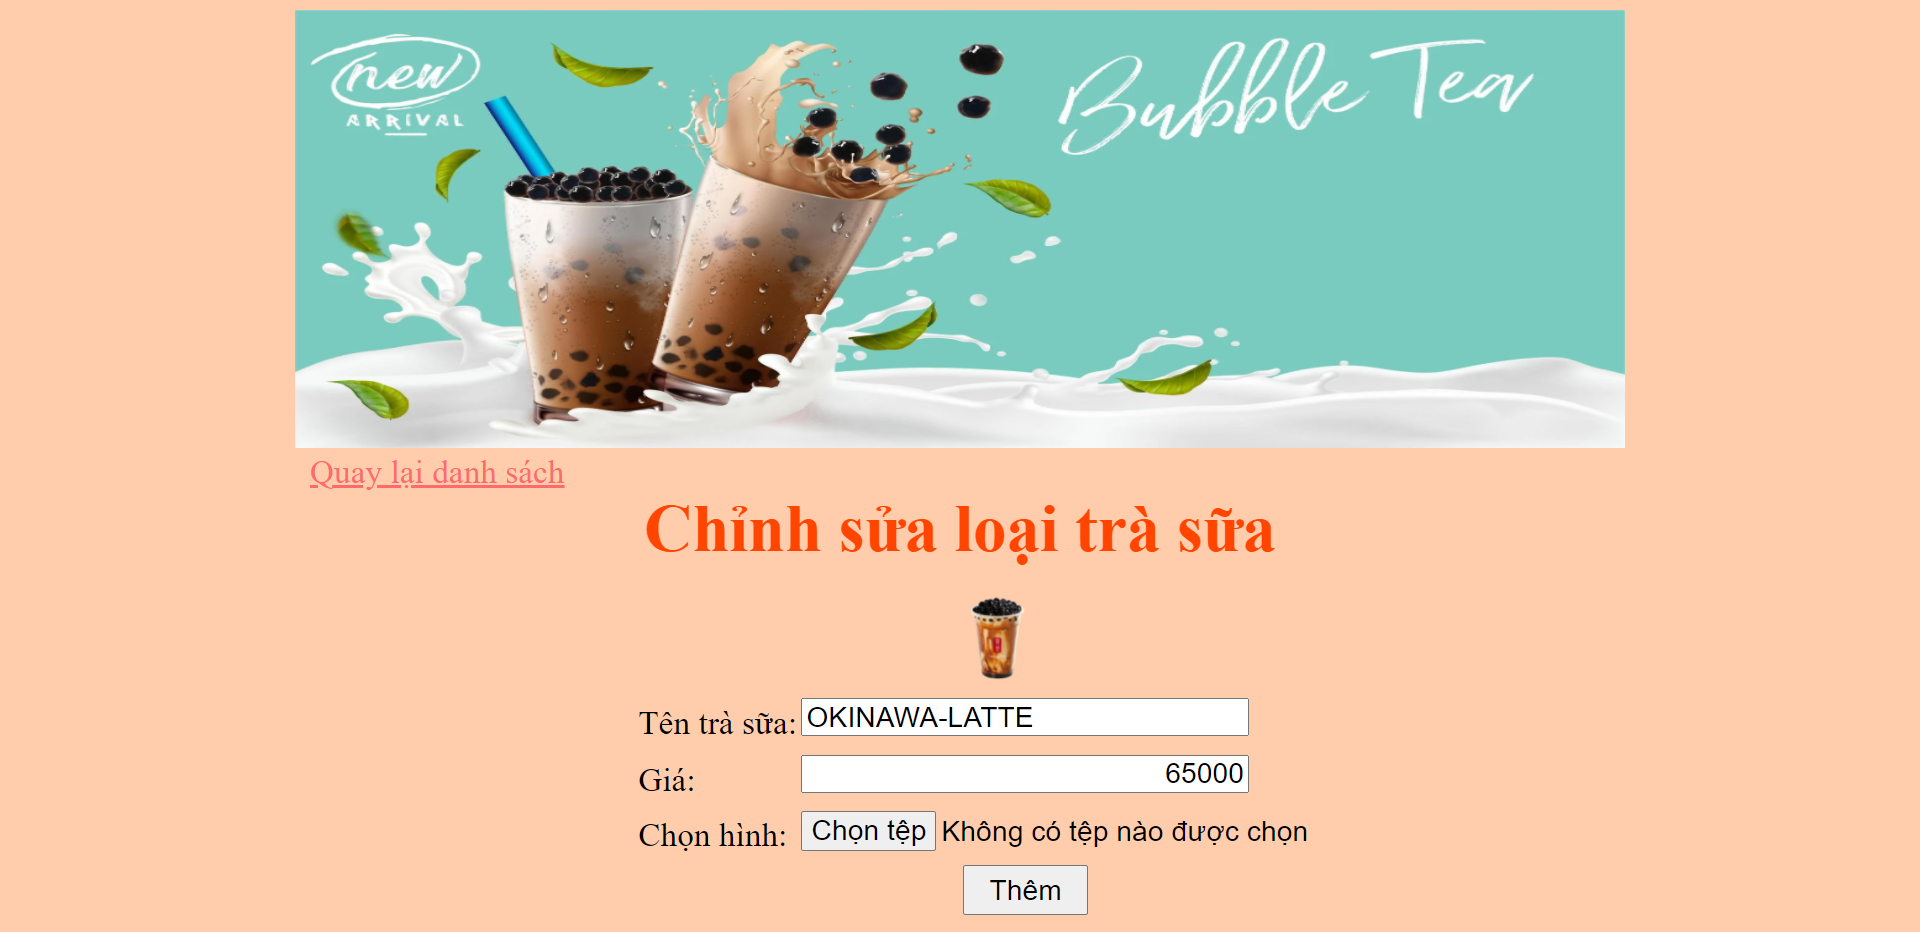 new
ARRIVAL
Bubble Tea
Quay lại danh sách
Chỉnh sửa loại trà sữa
Tên trà sữa: OKINAWA-LATTE
Giá: 65000
Chọn hình: Chọn tệp Không có tệp nào được chọn
Thêm